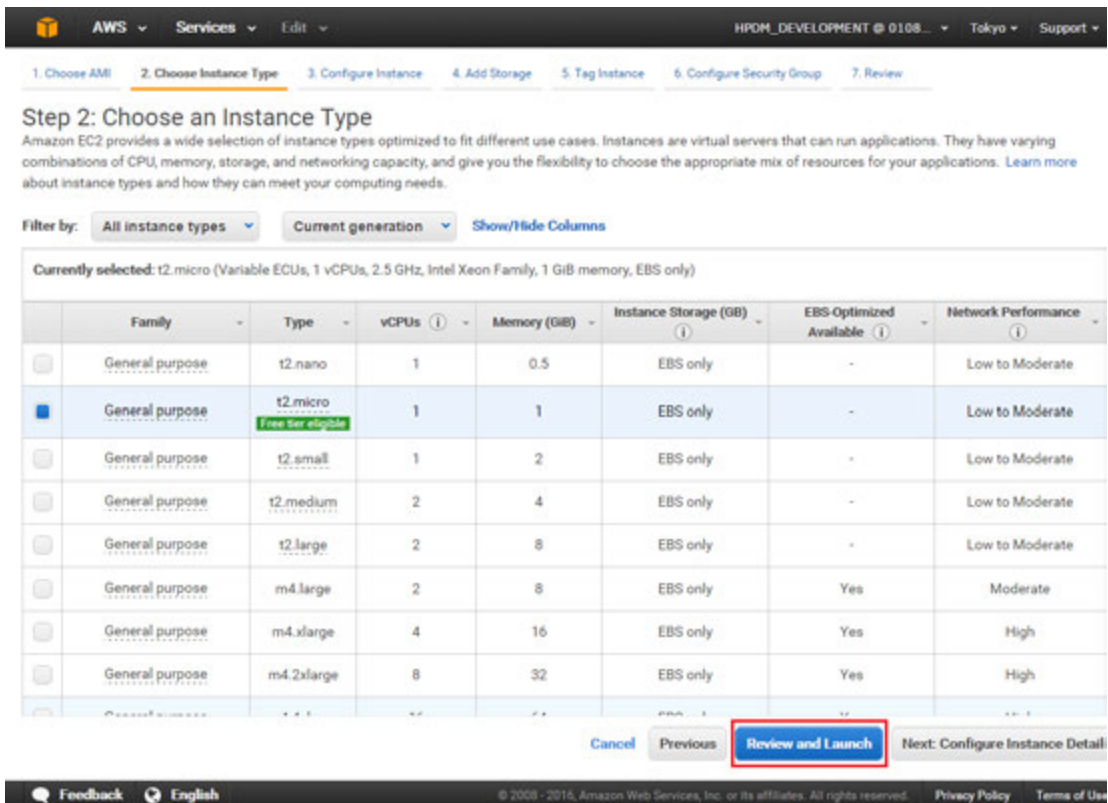 AWS Services Edit HPDM_DEVELOPMENT @ 0108... Tokyo Support
1. Choose AMI 2. Choose Instance Type 3. Configure Instance 4. Add Storage 5. Tag Instance 6. Configure Security Group 7. Review
Step 2: Choose an Instance Type
Amazon EC2 provides a wide selection of instance types optimized to fit different use cases. Instances are virtual servers that can run applications. They have varying
combinations of CPU, memory, storage, and networking capacity, and give you the flexibility to choose the appropriate mix of resources for your applications. Learn more
about instance types and how they can meet your computing needs.
Filter by: All instance types Current generation Show/Hide Columns
Currently selected: t2.micro (Variable ECUs, 1 vCPUs, 2.5 GHz, Intel Xeon Family, 1 GiB memory, EBS only)
Family Type vCPUs Memory (GiB) Instance Storage (GB) EBS-Optimized Available Network Performance
General purpose t2.nano 1 0.5 EBS only - Low to Moderate
General purpose t2.micro Free tier eligible 1 1 EBS only - Low to Moderate
General purpose t2.small 1 2 EBS only - Low to Moderate
General purpose t2.medium 2 4 EBS only - Low to Moderate
General purpose t2.large 2 8 EBS only - Low to Moderate
General purpose m4.large 2 8 EBS only Yes Moderate
General purpose m4.xlarge 4 16 EBS only Yes High
General purpose m4.2xlarge 8 32 EBS only Yes High
Cancel Previous Review and Launch Next: Configure Instance Detail
Feedback English © 2008 - 2016, Amazon Web Services, Inc. or its affiliates. All rights reserved. Privacy Policy Terms of Use